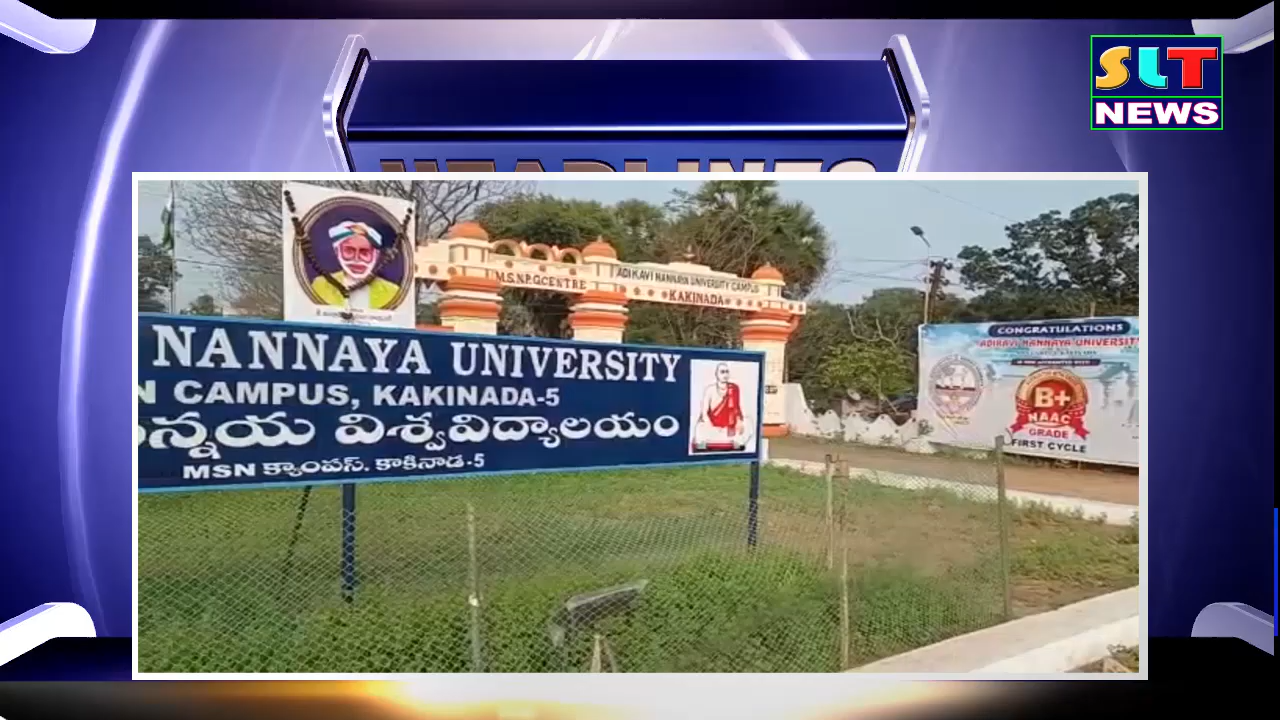 SLT
NEWS
HEADLINES
M.S.N.P.G CENTRE
ADIKAVI NANNAYA UNIVERSITY CAMPUS
KAKINADA
NANNAYA UNIVERSITY
N CAMPUS, KAKINADA-5
న్నయ విశ్వవిద్యాలయం
MSN క్యాంపస్. కాకినాడ-5
CONGRATULATIONS
ADIKAVI NANNAYA UNIVERSITY
B+
NAAC
GRADE
FIRST CYCLE